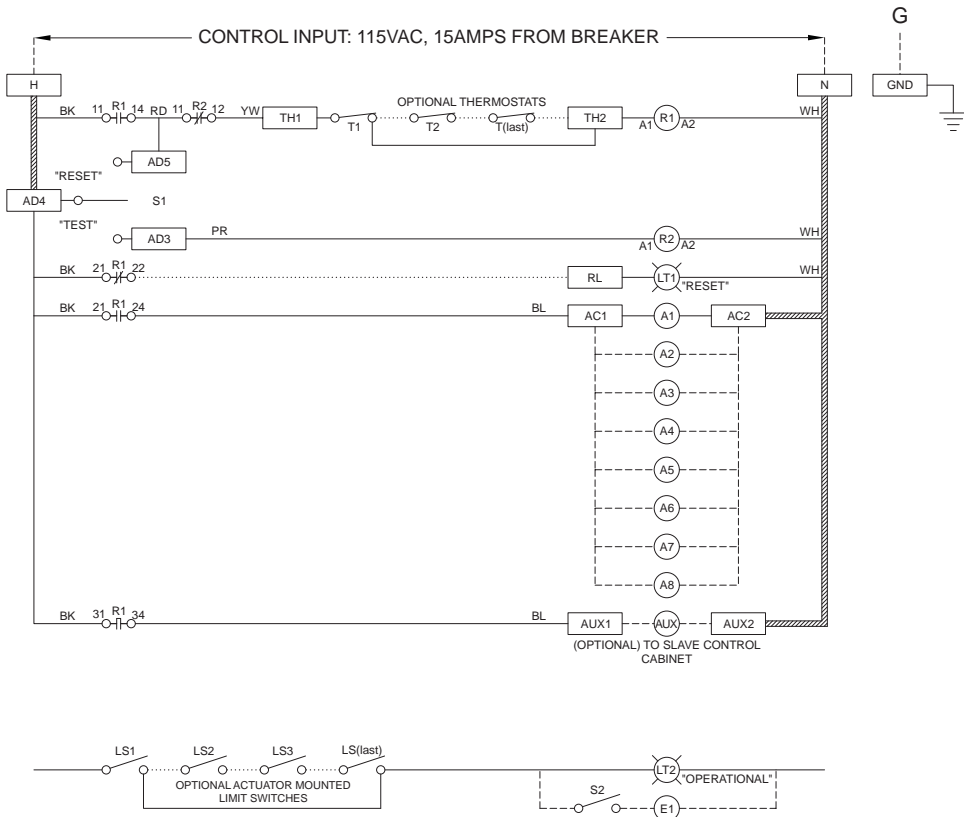 G
CONTROL INPUT: 115VAC, 15AMPS FROM BREAKER
H N GND
OPTIONAL THERMOSTATS
BK 11 R1 14 RD 11 R2 12 YW TH1 T1 T2 T(last) TH2 A1 R1 A2 WH
AD5
"RESET"
AD4 S1
"TEST"
AD3 PR A1 R2 A2 WH
BK 21 R1 22 RL LT1 "RESET" WH
BK 21 R1 24 BL AC1 A1 AC2
A2
A3
A4
A5
A6
A7
A8
BK 31 R1 34 BL AUX1 AUX AUX2
(OPTIONAL) TO SLAVE CONTROL
CABINET
LS1 LS2 LS3 LS(last)
LT2 "OPERATIONAL"
OPTIONAL ACTUATOR MOUNTED
LIMIT SWITCHES
S2 E1